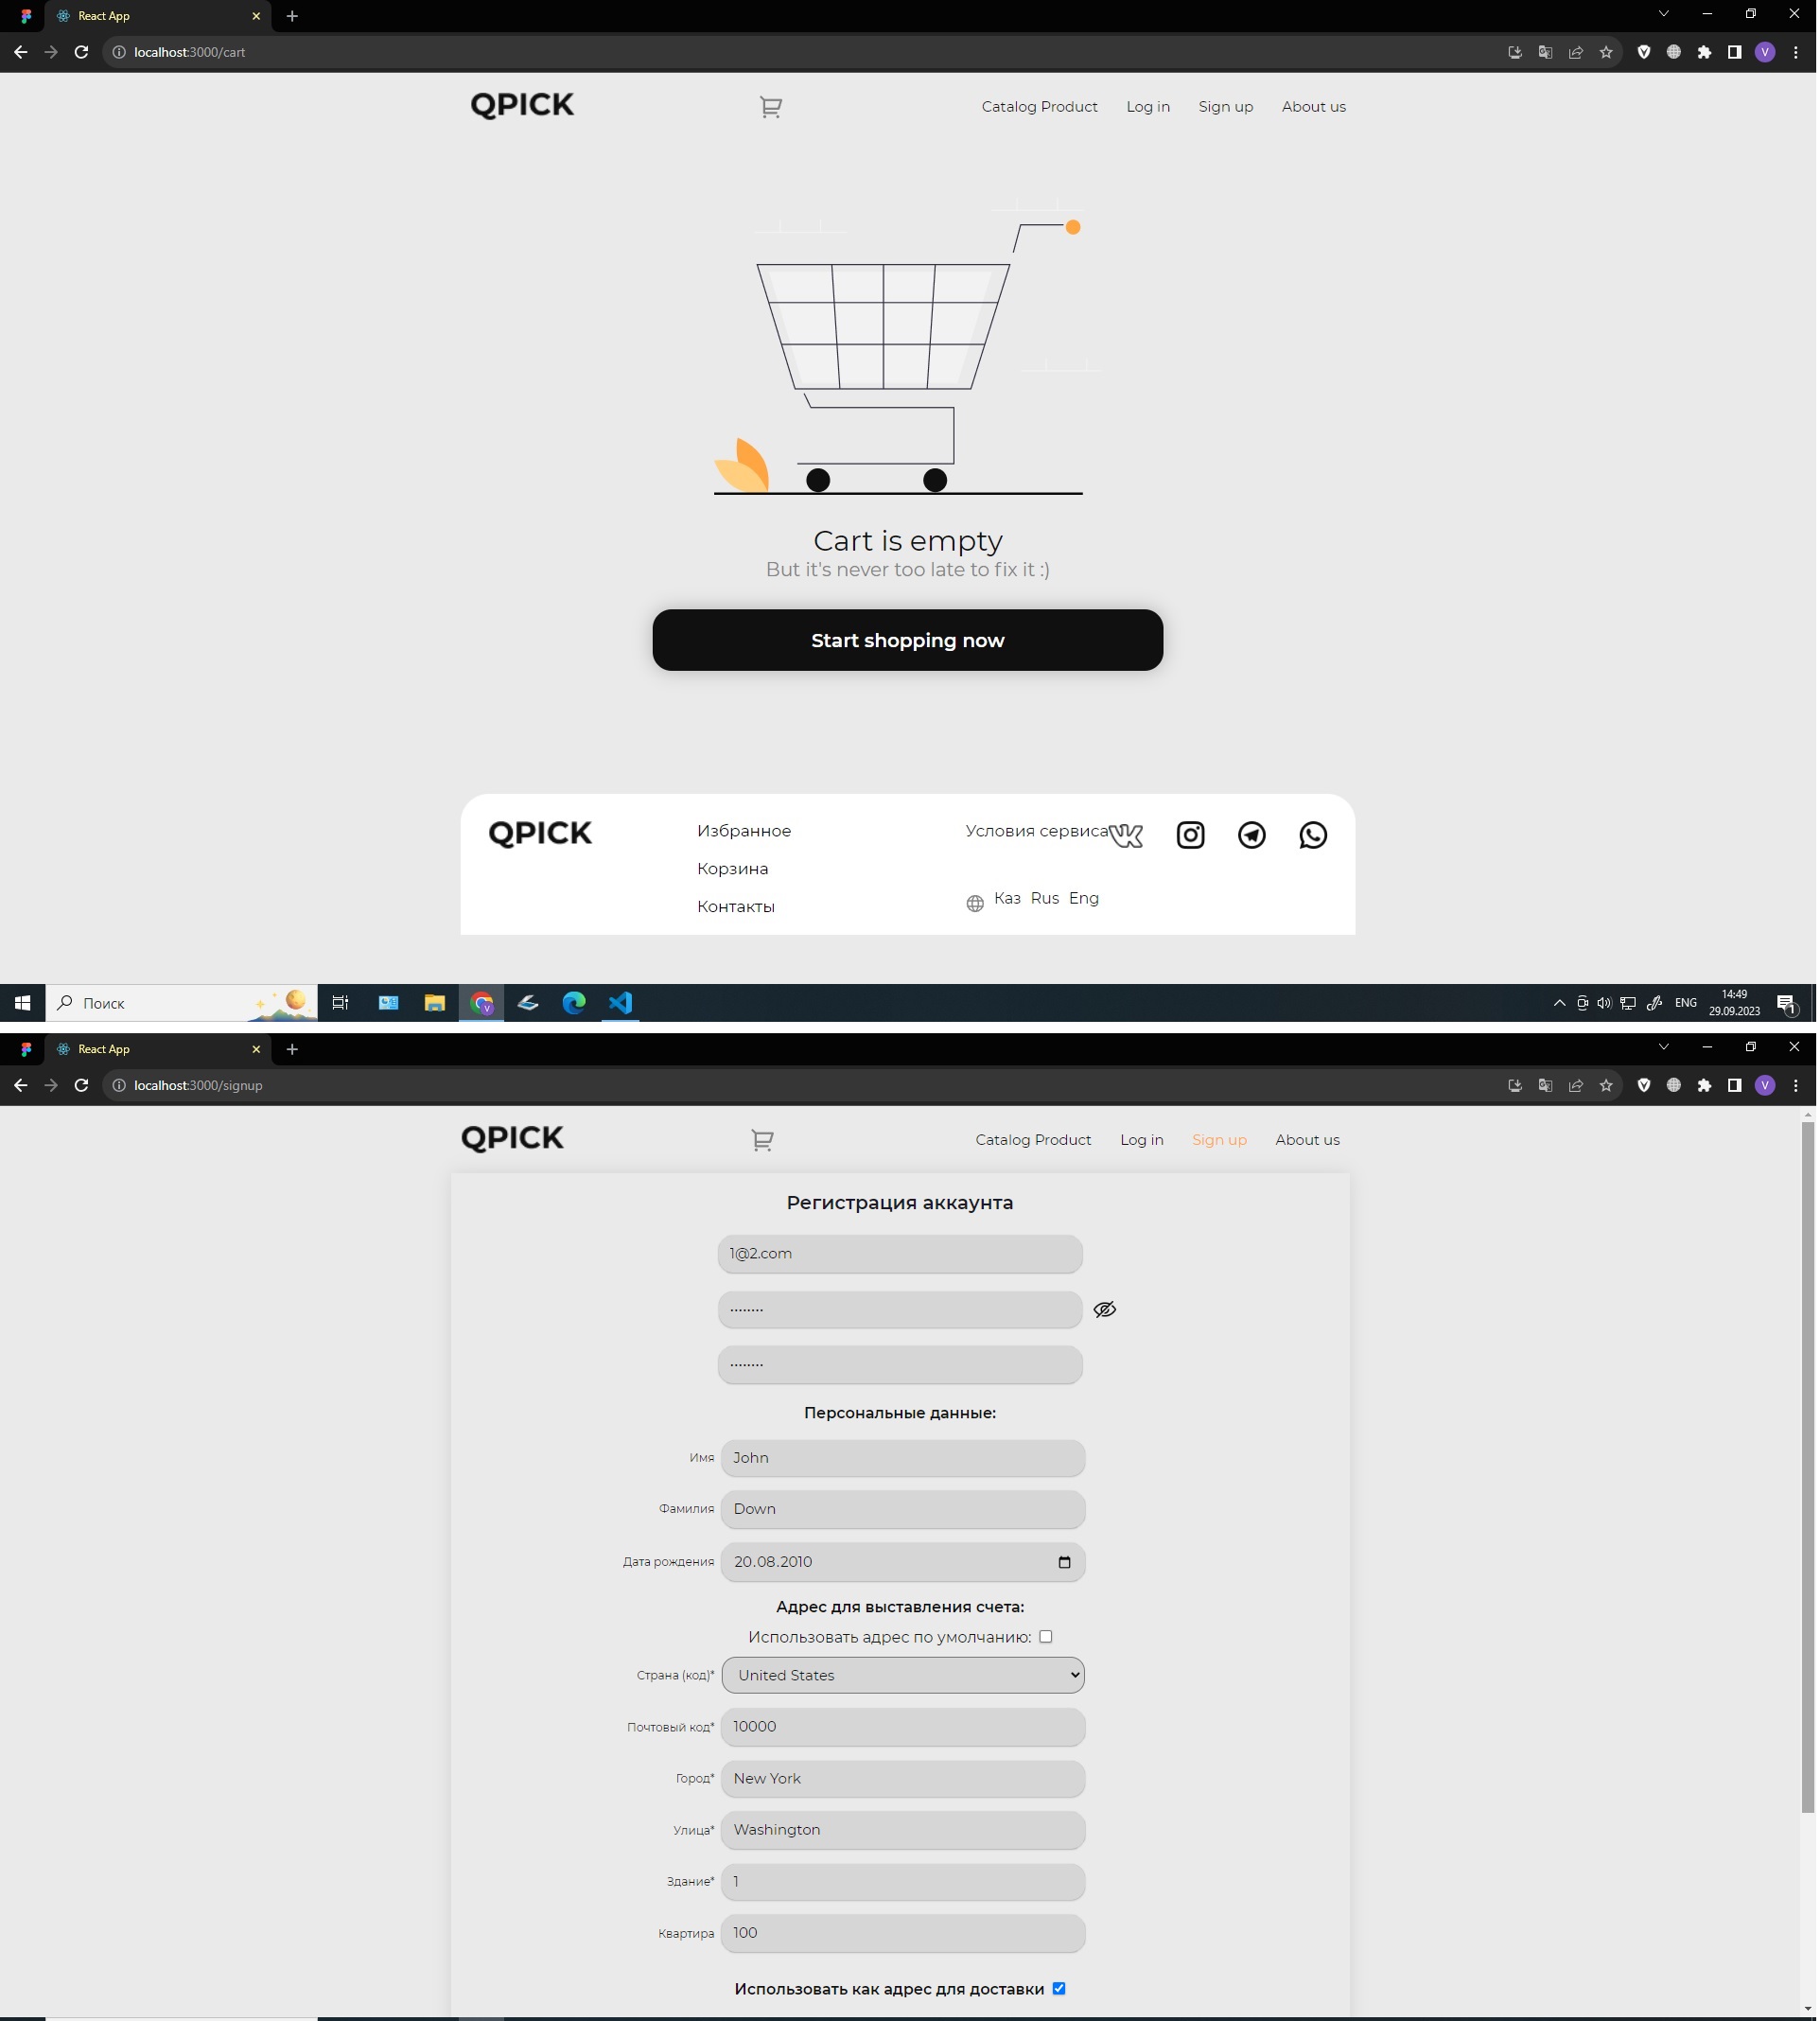 React App
localhost:3000/cart
V
QPICK
Catalog Product Log in Sign up About us
Cart is empty
But it's never too late to fix it :)
Start shopping now
QPICK
Избранное
Корзина
Контакты
Условия сервиса
Каз Rus Eng
Поиск
V
ENG
14:49
29.09.2023
1
React App
localhost:3000/signup
V
QPICK
Catalog Product Log in Sign up About us
Регистрация аккаунта
1@2.com
········
········
Персональные данные:
Имя John
Фамилия Down
Дата рождения 20.08.2010
Адрес для выставления счета:
Использовать адрес по умолчанию:
Страна (код)* United States
Почтовый код* 10000
Город* New York
Улица* Washington
Здание* 1
Квартира 100
Использовать как адрес для доставки